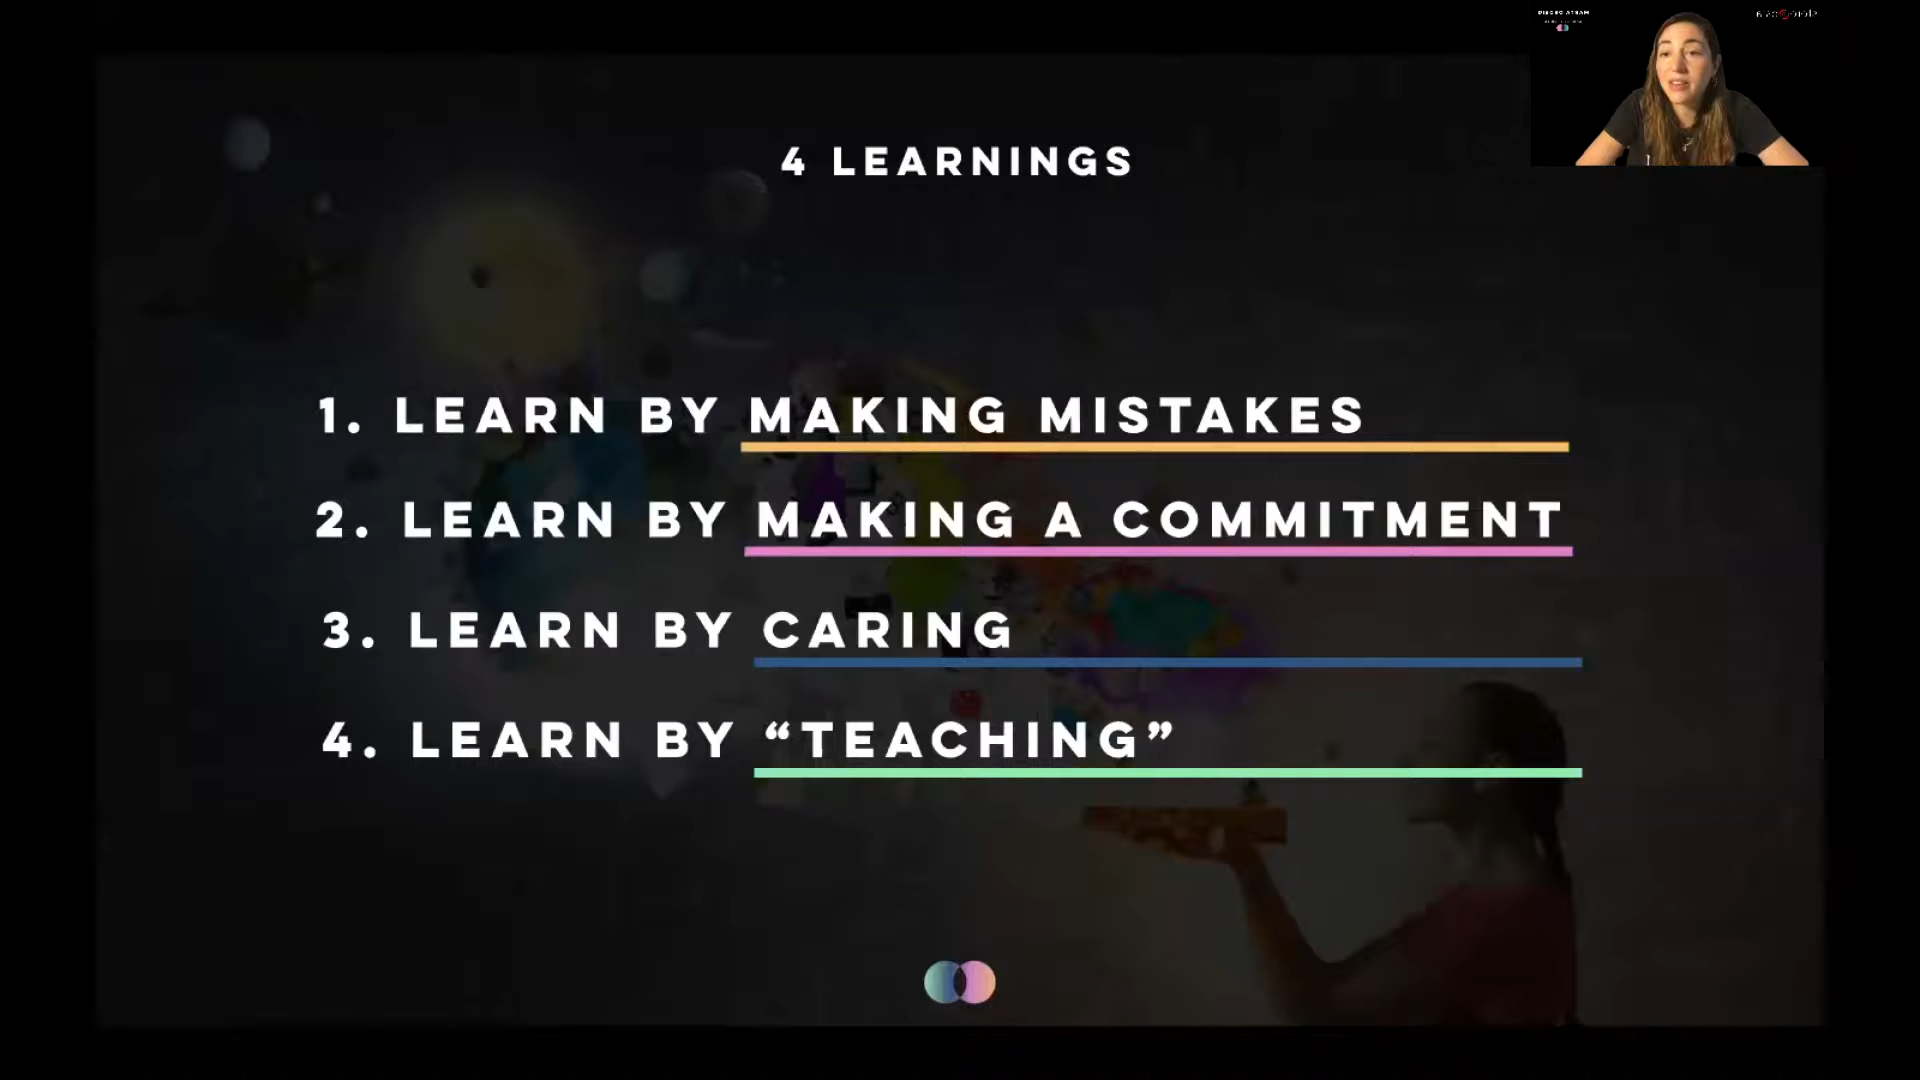 4 LEARNINGS
1. LEARN BY MAKING MISTAKES
2. LEARN BY MAKING A COMMITMENT
3. LEARN BY CARING
4. LEARN BY “TEACHING”